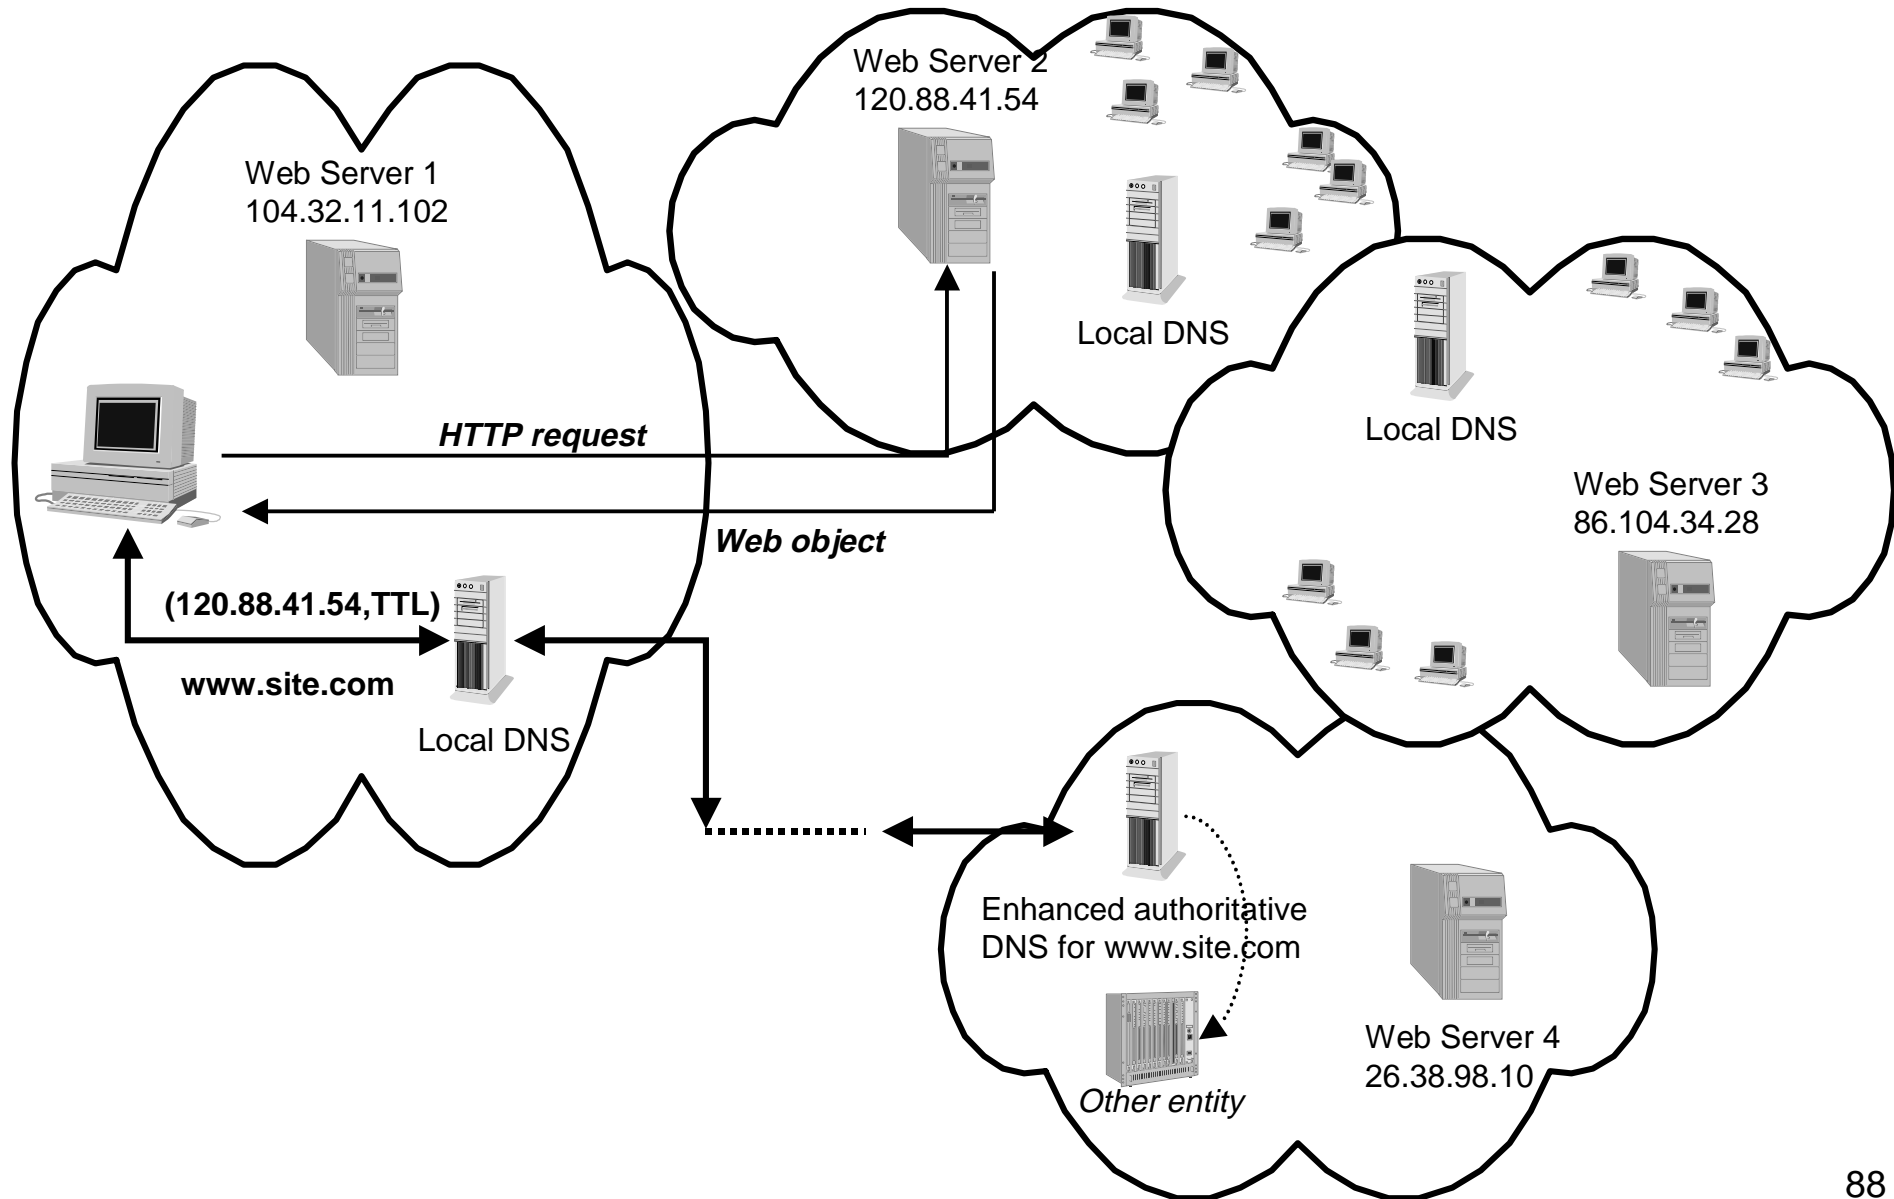 Web Server 1
104.32.11.102
Web Server 2
120.88.41.54
Local DNS
Local DNS
Web Server 3
86.104.34.28
HTTP request
Web object
(120.88.41.54,TTL)
www.site.com
Local DNS
Enhanced authoritative
DNS for www.site.com
Other entity
Web Server 4
26.38.98.10
88